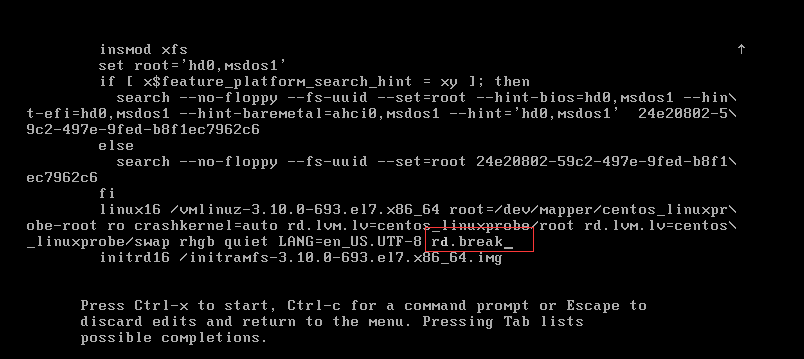 insmod xfs ↑
set root='hd0,msdos1'
if [ x$feature_platform_search_hint = xy ]; then
search --no-floppy --fs-uuid --set=root --hint-bios=hd0,msdos1 --hin\
t-efi=hd0,msdos1 --hint-baremetal=ahci0,msdos1 --hint='hd0,msdos1'  24e20802-5\
9c2-497e-9fed-b8f1ec7962c6
else
search --no-floppy --fs-uuid --set=root 24e20802-59c2-497e-9fed-b8f1\
ec7962c6
fi
linux16 /vmlinuz-3.10.0-693.el7.x86_64 root=/dev/mapper/centos_linuxpr\
obe-root ro crashkernel=auto rd.lvm.lv=centos_linuxprobe/root rd.lvm.lv=centos\
_linuxprobe/swap rhgb quiet LANG=en_US.UTF-8 rd.break_
initrd16 /initramfs-3.10.0-693.el7.x86_64.img
Press Ctrl-x to start, Ctrl-c for a command prompt or Escape to
discard edits and return to the menu. Pressing Tab lists
possible completions.